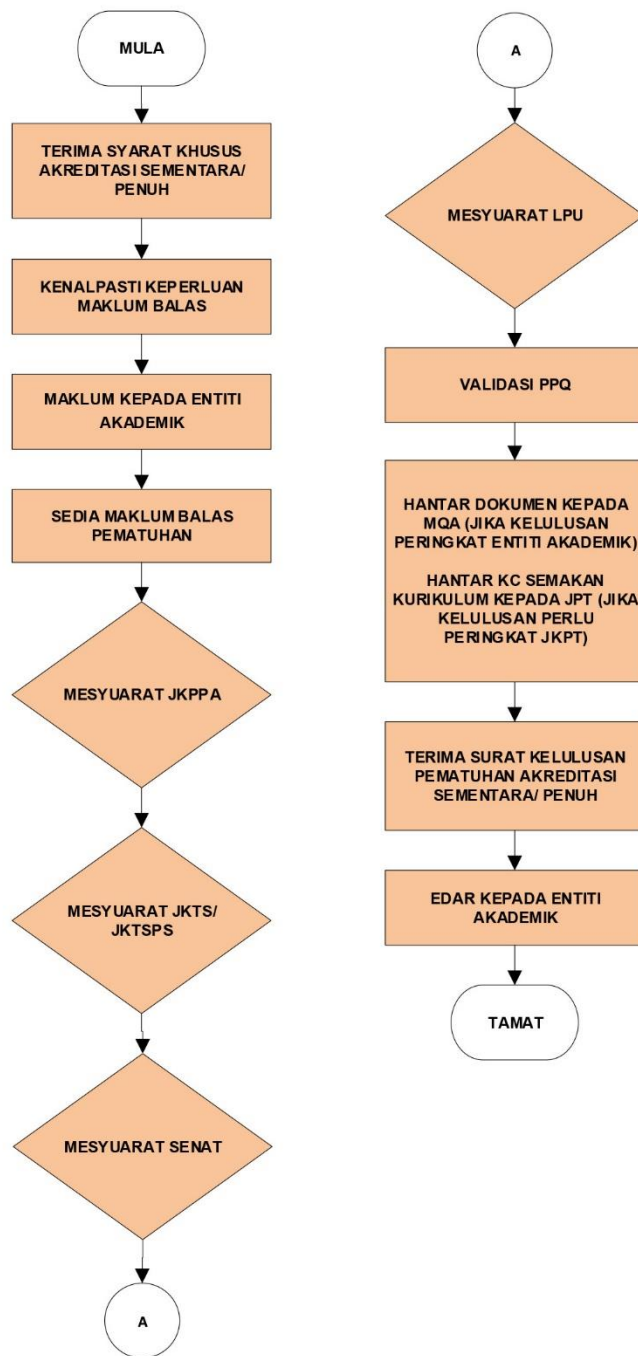 MULA
TERIMA SYARAT KHUSUS
AKREDITASI SEMENTARA/
PENUH
KENALPASTI KEPERLUAN
MAKLUM BALAS
MAKLUM KEPADA ENTITI
AKADEMIK
SEDIA MAKLUM BALAS
PEMATUHAN
MESYUARAT JKPPA
MESYUARAT JKTS/
JKTSPS
MESYUARAT SENAT
A
A
MESYUARAT LPU
VALIDASI PPQ
HANTAR DOKUMEN KEPADA
MQA (JIKA KELULUSAN
PERINGKAT ENTITI AKADEMIK)
HANTAR KC SEMAKAN
KURIKULUM KEPADA JPT (JIKA
KELULUSAN PERLU
PERINGKAT JKPT)
TERIMA SURAT KELULUSAN
PEMATUHAN AKREDITASI
SEMENTARA/ PENUH
EDAR KEPADA ENTITI
AKADEMIK
TAMAT